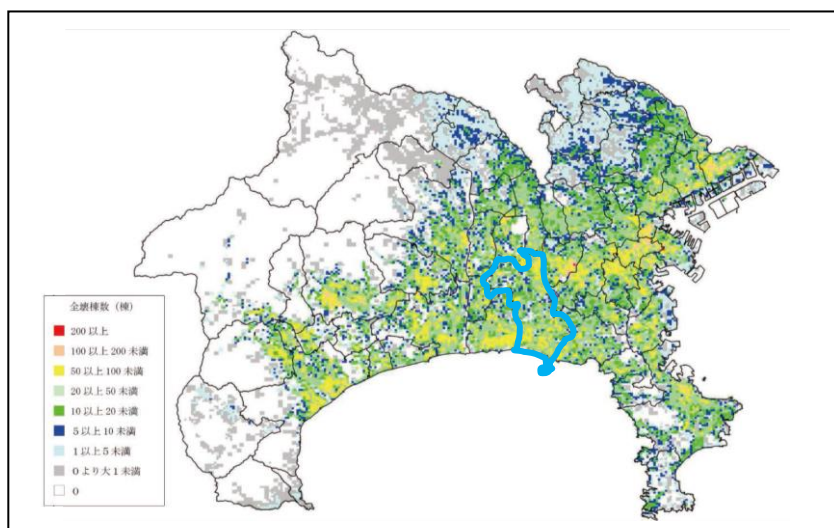 全壊棟数（棟）
200 以上
100 以上 200 未満
50 以上 100 未満
20 以上 50 未満
10 以上 20 未満
5 以上 10 未満
1 以上 5 未満
0 より大 1 未満
0